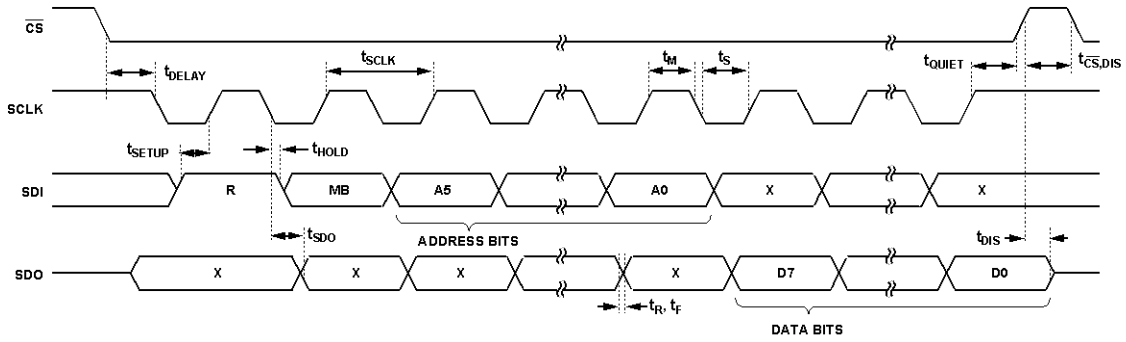 CS
tDELAY
tSCLK
tM
tS
tQUIET
tCS,DIS
SCLK
tSETUP
tHOLD
SDI
R
MB
A5
A0
X
X
tSDO
ADDRESS BITS
tDIS
SDO
X
X
X
X
D7
D0
tR, tF
DATA BITS